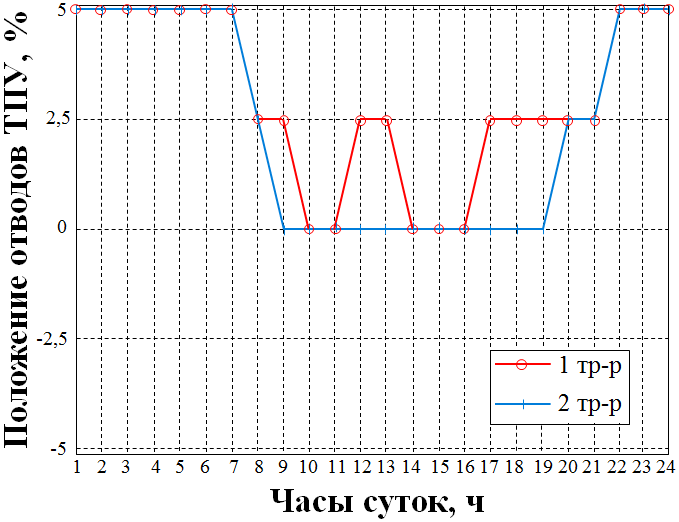 Положение отводов ТПУ, %
5
2,5
0
-2,5
-5
1 2 3 4 5 6 7 8 9 10 11 12 13 14 15 16 17 18 19 20 21 22 23 24
Часы суток, ч
1 тр-р
2 тр-р